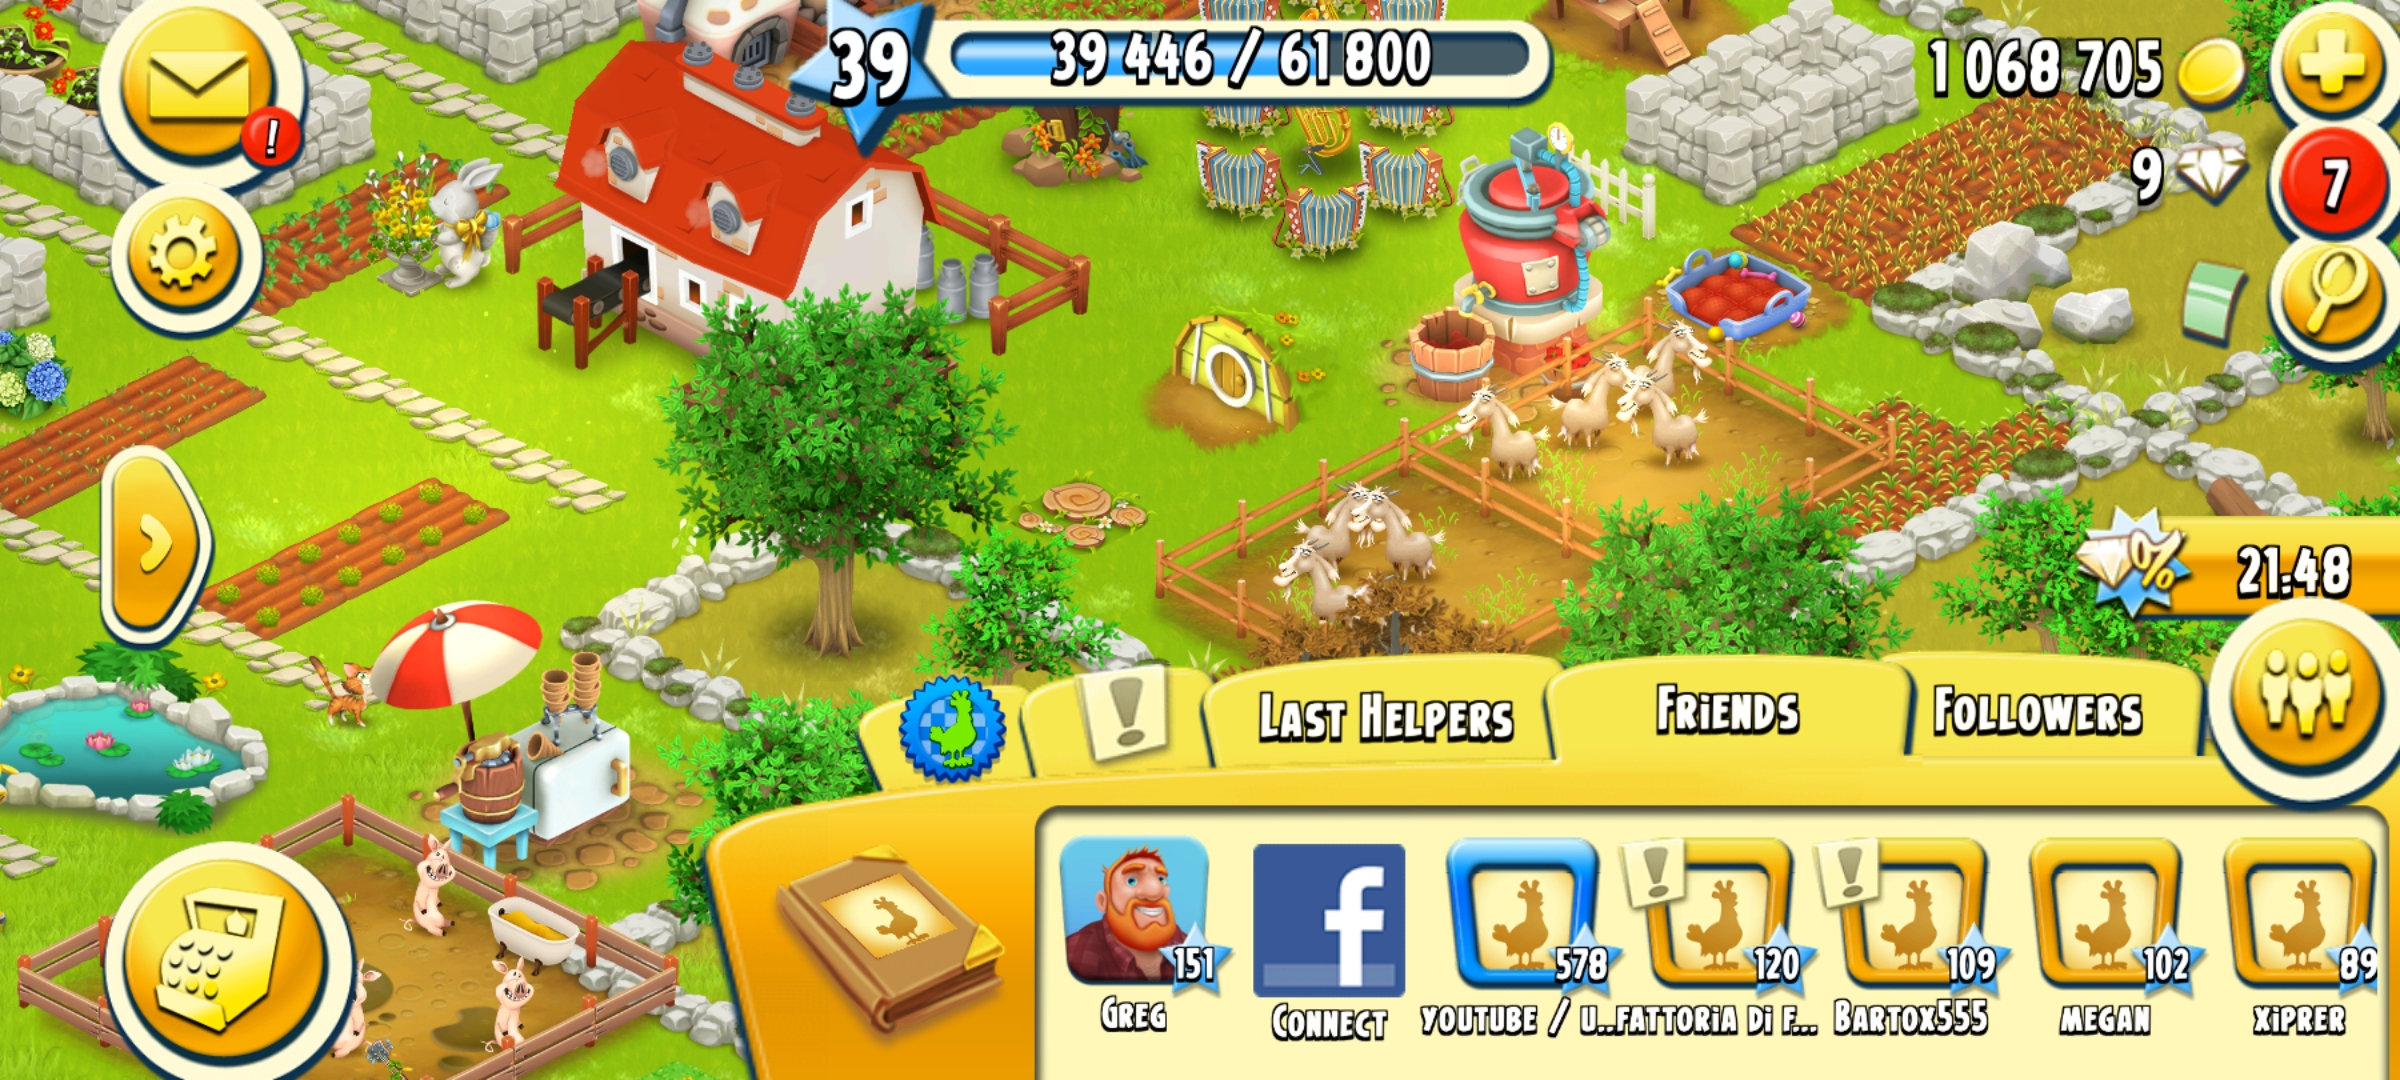 39
39 446 / 61 800
1 068 705
9
7
!
%
21:48
!
LAST HELPERS
FRIENDS
FOLLOWERS
f
!
!
151
578
120
109
102
89
GREG
CONNECT
YOUTUBE / U...
FATTORIA DI F...
BARTOX555
MEGAN
XIPRER